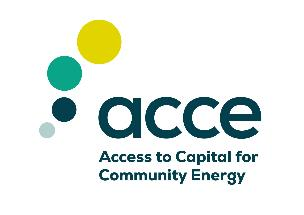 acce
Access to Capital for
Community Energy